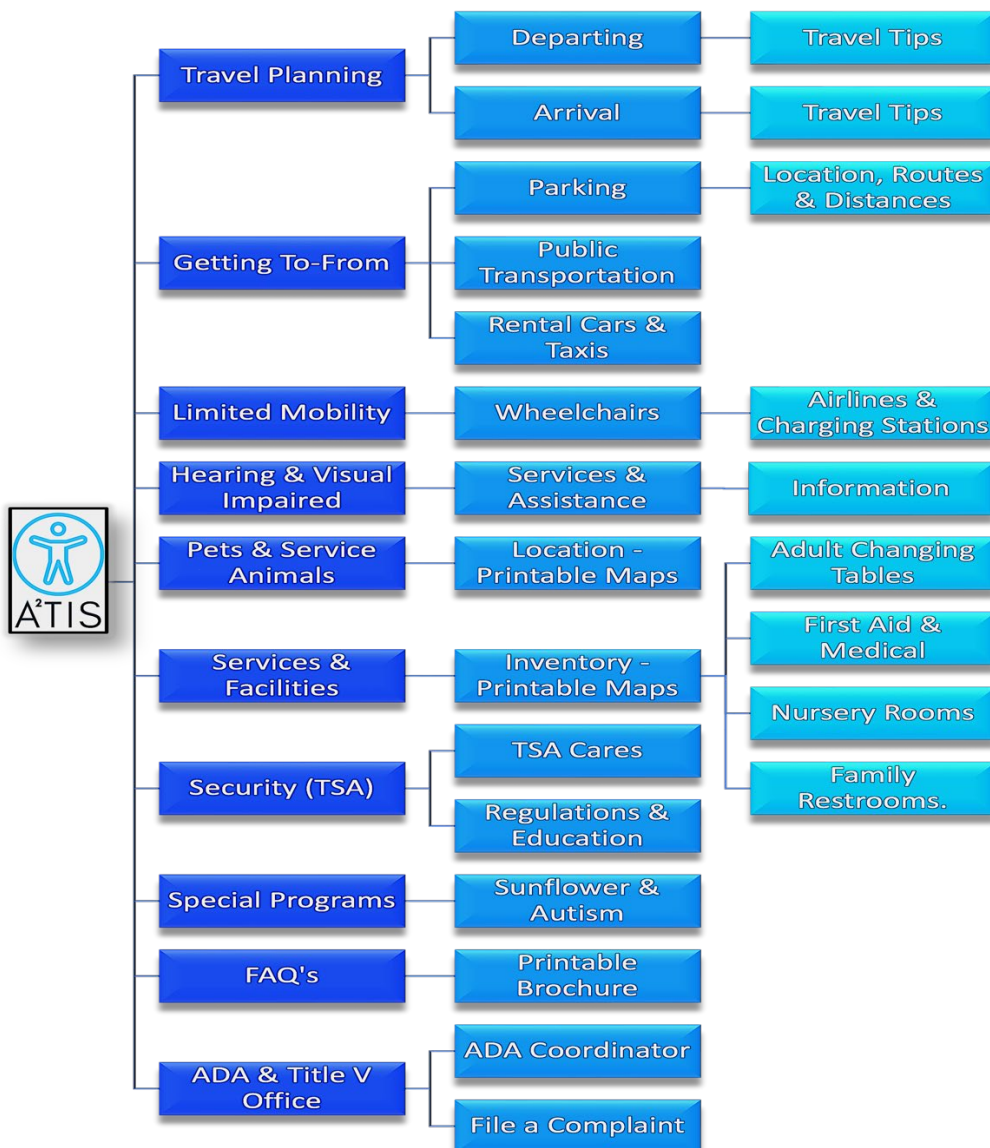 Travel Planning
Departing
Travel Tips
Arrival
Travel Tips
Getting To-From
Parking
Location, Routes
& Distances
Public
Transportation
Rental Cars &
Taxis
Limited Mobility
Wheelchairs
Airlines &
Charging Stations
Hearing & Visual
Impaired
Services &
Assistance
Information
Pets & Service
Animals
Location -
Printable Maps
Services &
Facilities
Inventory -
Printable Maps
Adult Changing
Tables
First Aid &
Medical
Nursery Rooms
Family
Restrooms.
Security (TSA)
TSA Cares
Regulations &
Education
Special Programs
Sunflower &
Autism
FAQ's
Printable
Brochure
ADA & Title V
Office
ADA Coordinator
File a Complaint
A²TIS